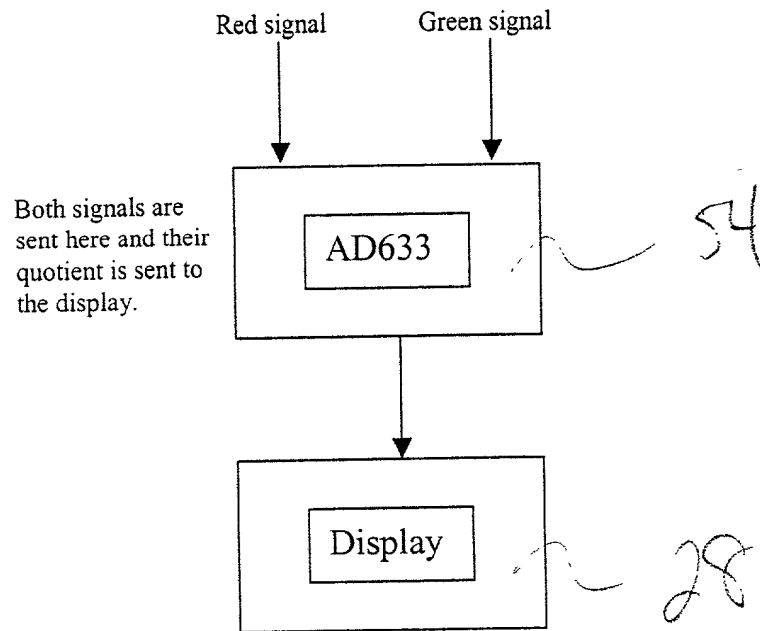 Red signal
Green signal
Both signals are
sent here and their
quotient is sent to
the display.
AD633
54
Display
28